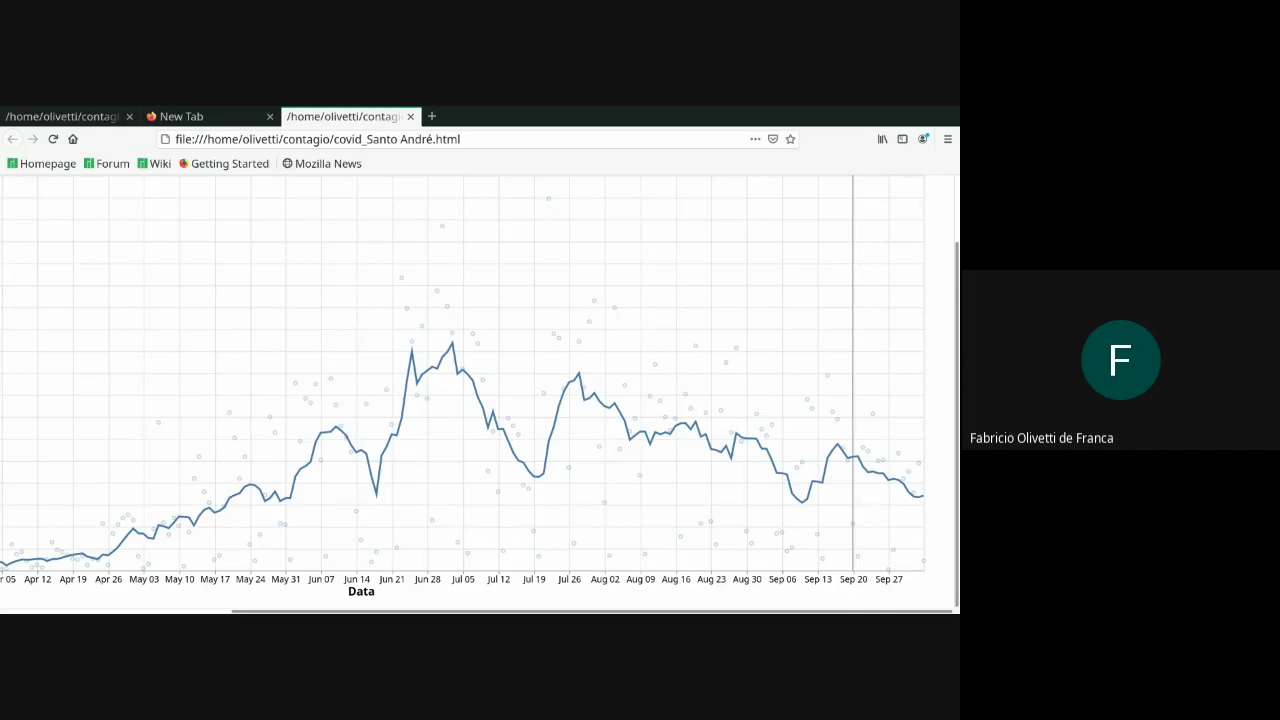 /home/olivetti/contagi
New Tab
/home/olivetti/contagi
file:///home/olivetti/contagio/covid_Santo André.html
Homepage Forum Wiki Getting Started Mozilla News
05 Apr 12 Apr 19 Apr 26 May 03 May 10 May 17 May 24 May 31 Jun 07 Jun 14 Jun 21 Jun 28 Jul 05 Jul 12 Jul 19 Jul 26 Aug 02 Aug 09 Aug 16 Aug 23 Aug 30 Sep 06 Sep 13 Sep 20 Sep 27
Data
F
Fabricio Olivetti de Franca